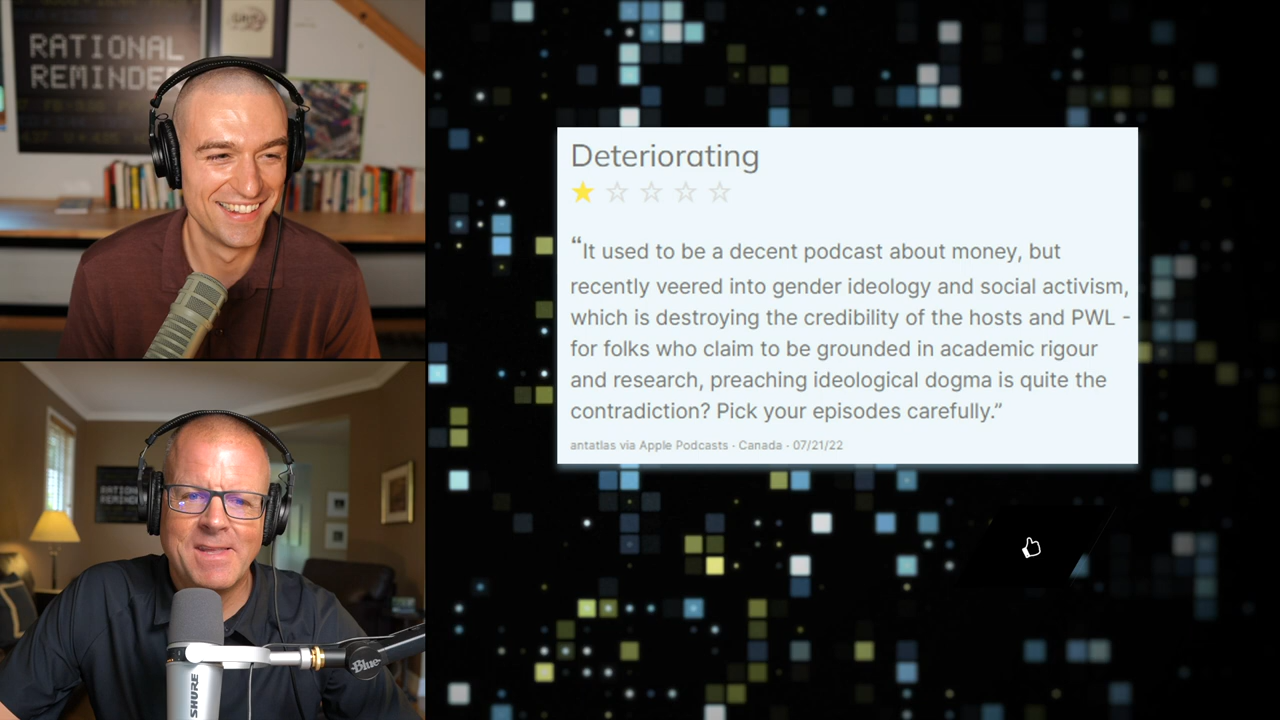 RATIONAL
REMINDER
Deteriorating
“It used to be a decent podcast about money, but
recently veered into gender ideology and social activism,
which is destroying the credibility of the hosts and PWL -
for folks who claim to be grounded in academic rigour
and research, preaching ideological dogma is quite the
contradiction? Pick your episodes carefully.”
antatlas via Apple Podcasts · Canada · 07/21/22
RATIONAL
REMINDER
Blue
SHURE